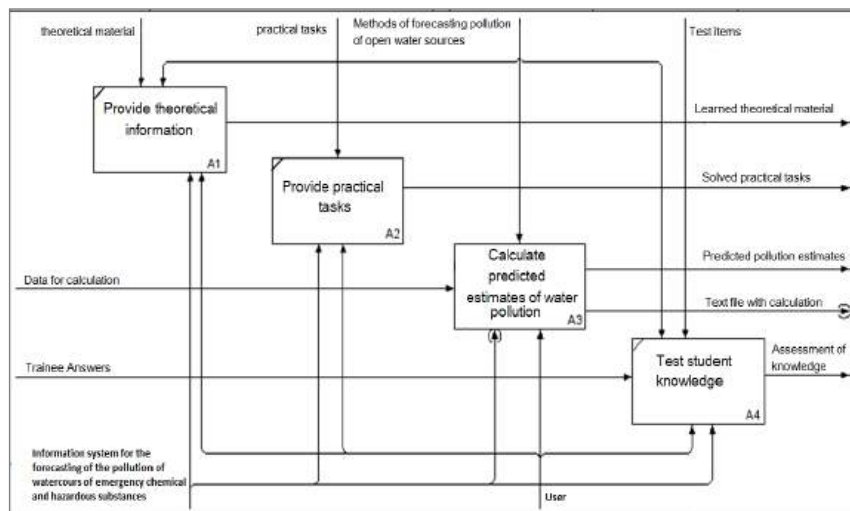 theoretical material
practical tasks
Methods of forecasting pollution
of open water sources
Test items
Provide theoretical
information
A1
Learned theoretical material
Provide practical
tasks
A2
Solved practical tasks
Calculate
predicted
estimates of water
pollution
A3
Predicted pollution estimates
Data for calculation
Text file with calculation
Test student
knowledge
A4
Assessment of
knowledge
Trainee Answers
Information system for the
forecasting of the pollution of
watercours of emergency chemical
and hazardous substances
User